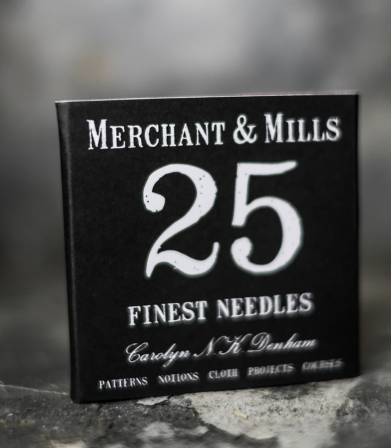 MERCHANT & MILLS
25
FINEST NEEDLES
Carolyn N K Denham
PATTERNS NOTIONS CLOTH PROJECTS COURSES